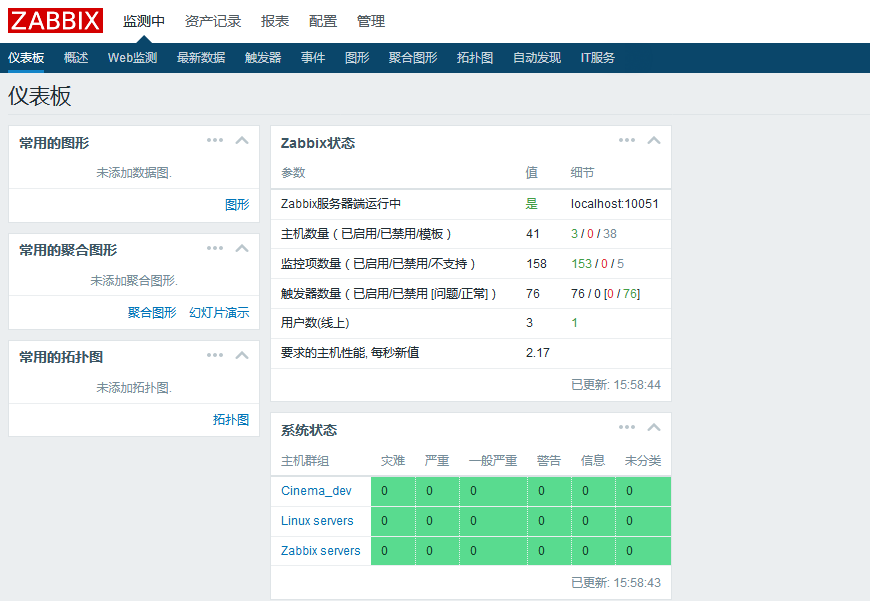 ZABBIX 监测中 资产记录 报表 配置 管理
仪表板 概述 Web监测 最新数据 触发器 事件 图形 聚合图形 拓扑图 自动发现 IT服务
仪表板
常用的图形
未添加数据图.
图形
常用的聚合图形
未添加聚合图形.
聚合图形 幻灯片演示
常用的拓扑图
未添加拓扑图.
拓扑图
Zabbix状态
参数 值 细节
Zabbix服务器端运行中 是 localhost:10051
主机数量（已启用/已禁用/模板） 41 3 / 0 / 38
监控项数量（已启用/已禁用/不支持） 158 153 / 0 / 5
触发器数量（已启用/已禁用 [问题/正常]） 76 76 / 0 [0 / 76]
用户数(线上) 3 1
要求的主机性能, 每秒新值 2.17
已更新: 15:58:44
系统状态
主机群组 灾难 严重 一般严重 警告 信息 未分类
Cinema_dev 0 0 0 0 0 0
Linux servers 0 0 0 0 0 0
Zabbix servers 0 0 0 0 0 0
已更新: 15:58:43